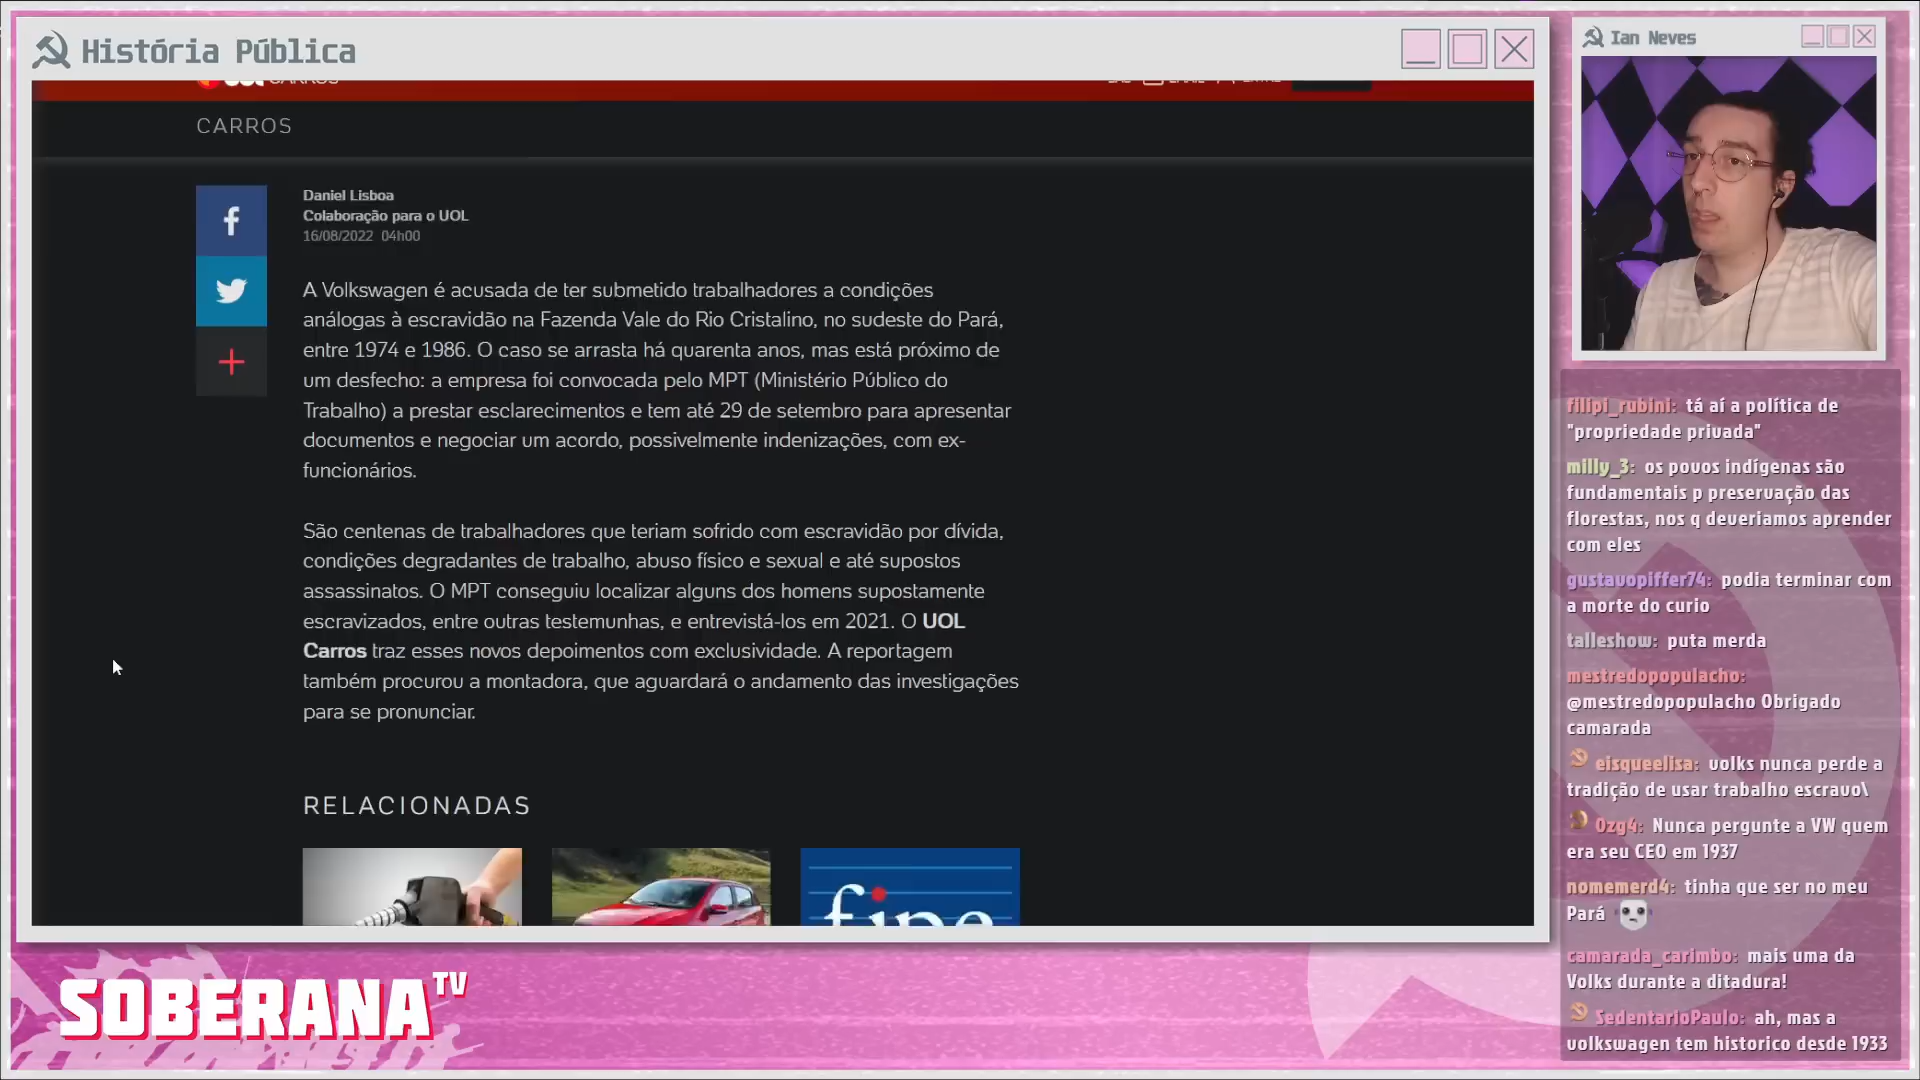 História Pública
CARROS
Daniel Lisboa
Colaboração para o UOL
16/08/2022 04h00
A Volkswagen é acusada de ter submetido trabalhadores a condições
análogas à escravidão na Fazenda Vale do Rio Cristalino, no sudeste do Pará,
entre 1974 e 1986. O caso se arrasta há quarenta anos, mas está próximo de
um desfecho: a empresa foi convocada pelo MPT (Ministério Público do
Trabalho) a prestar esclarecimentos e tem até 29 de setembro para apresentar
documentos e negociar um acordo, possivelmente indenizações, com ex-
funcionários.
São centenas de trabalhadores que teriam sofrido com escravidão por dívida,
condições degradantes de trabalho, abuso físico e sexual e até supostos
assassinatos. O MPT conseguiu localizar alguns dos homens supostamente
escravizados, entre outras testemunhas, e entrevistá-los em 2021. O UOL
Carros traz esses novos depoimentos com exclusividade. A reportagem
também procurou a montadora, que aguardará o andamento das investigações
para se pronunciar.
RELACIONADAS
fipe
SOBERANA TV
Ian Neves
filipi_rubini: tá aí a política de
"propriedade privada"
milly_3: os povos indígenas são
fundamentais p preservação das
florestas, nos q deveriamos aprender
com eles
gustavopiffer74: podia terminar com
a morte do curio
talleshow: puta merda
mestredopopulacho:
@mestredopopulacho Obrigado
camarada
eisqueelisa: volks nunca perde a
tradição de usar trabalho escravo\
Ozg4: Nunca pergunte a VW quem
era seu CEO em 1937
nomemerd4: tinha que ser no meu
Pará
camarada_carimbo: mais uma da
Volks durante a ditadura!
SedentarioPaulo: ah, mas a
volkswagen tem historico desde 1933